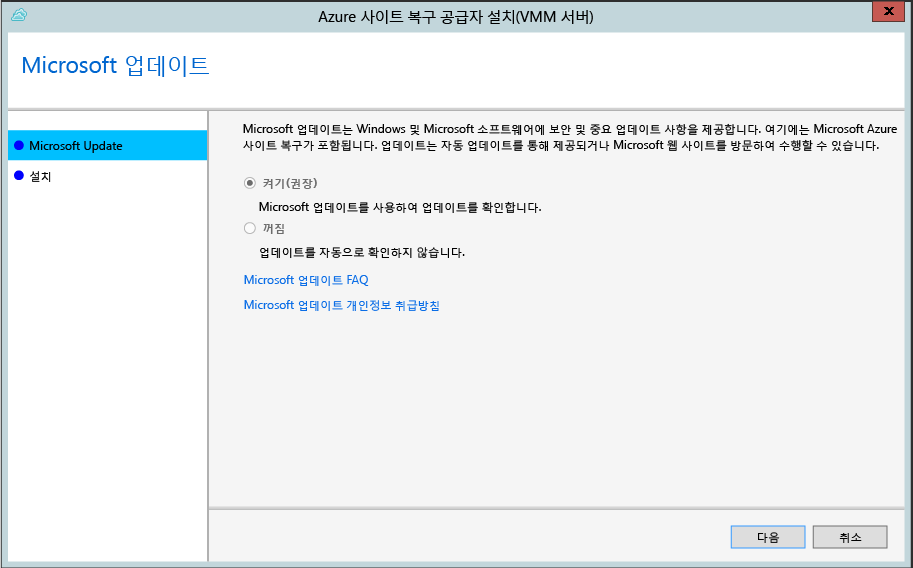 Azure 사이트 복구 공급자 설치(VMM 서버)
Microsoft 업데이트
Microsoft Update
설치
Microsoft 업데이트는 Windows 및 Microsoft 소프트웨어에 보안 및 중요 업데이트 사항을 제공합니다. 여기에는 Microsoft Azure
사이트 복구가 포함됩니다. 업데이트는 자동 업데이트를 통해 제공되거나 Microsoft 웹 사이트를 방문하여 수행할 수 있습니다.
켜기(권장)
Microsoft 업데이트를 사용하여 업데이트를 확인합니다.
꺼짐
업데이트를 자동으로 확인하지 않습니다.
Microsoft 업데이트 FAQ
Microsoft 업데이트 개인정보 취급방침
다음
취소